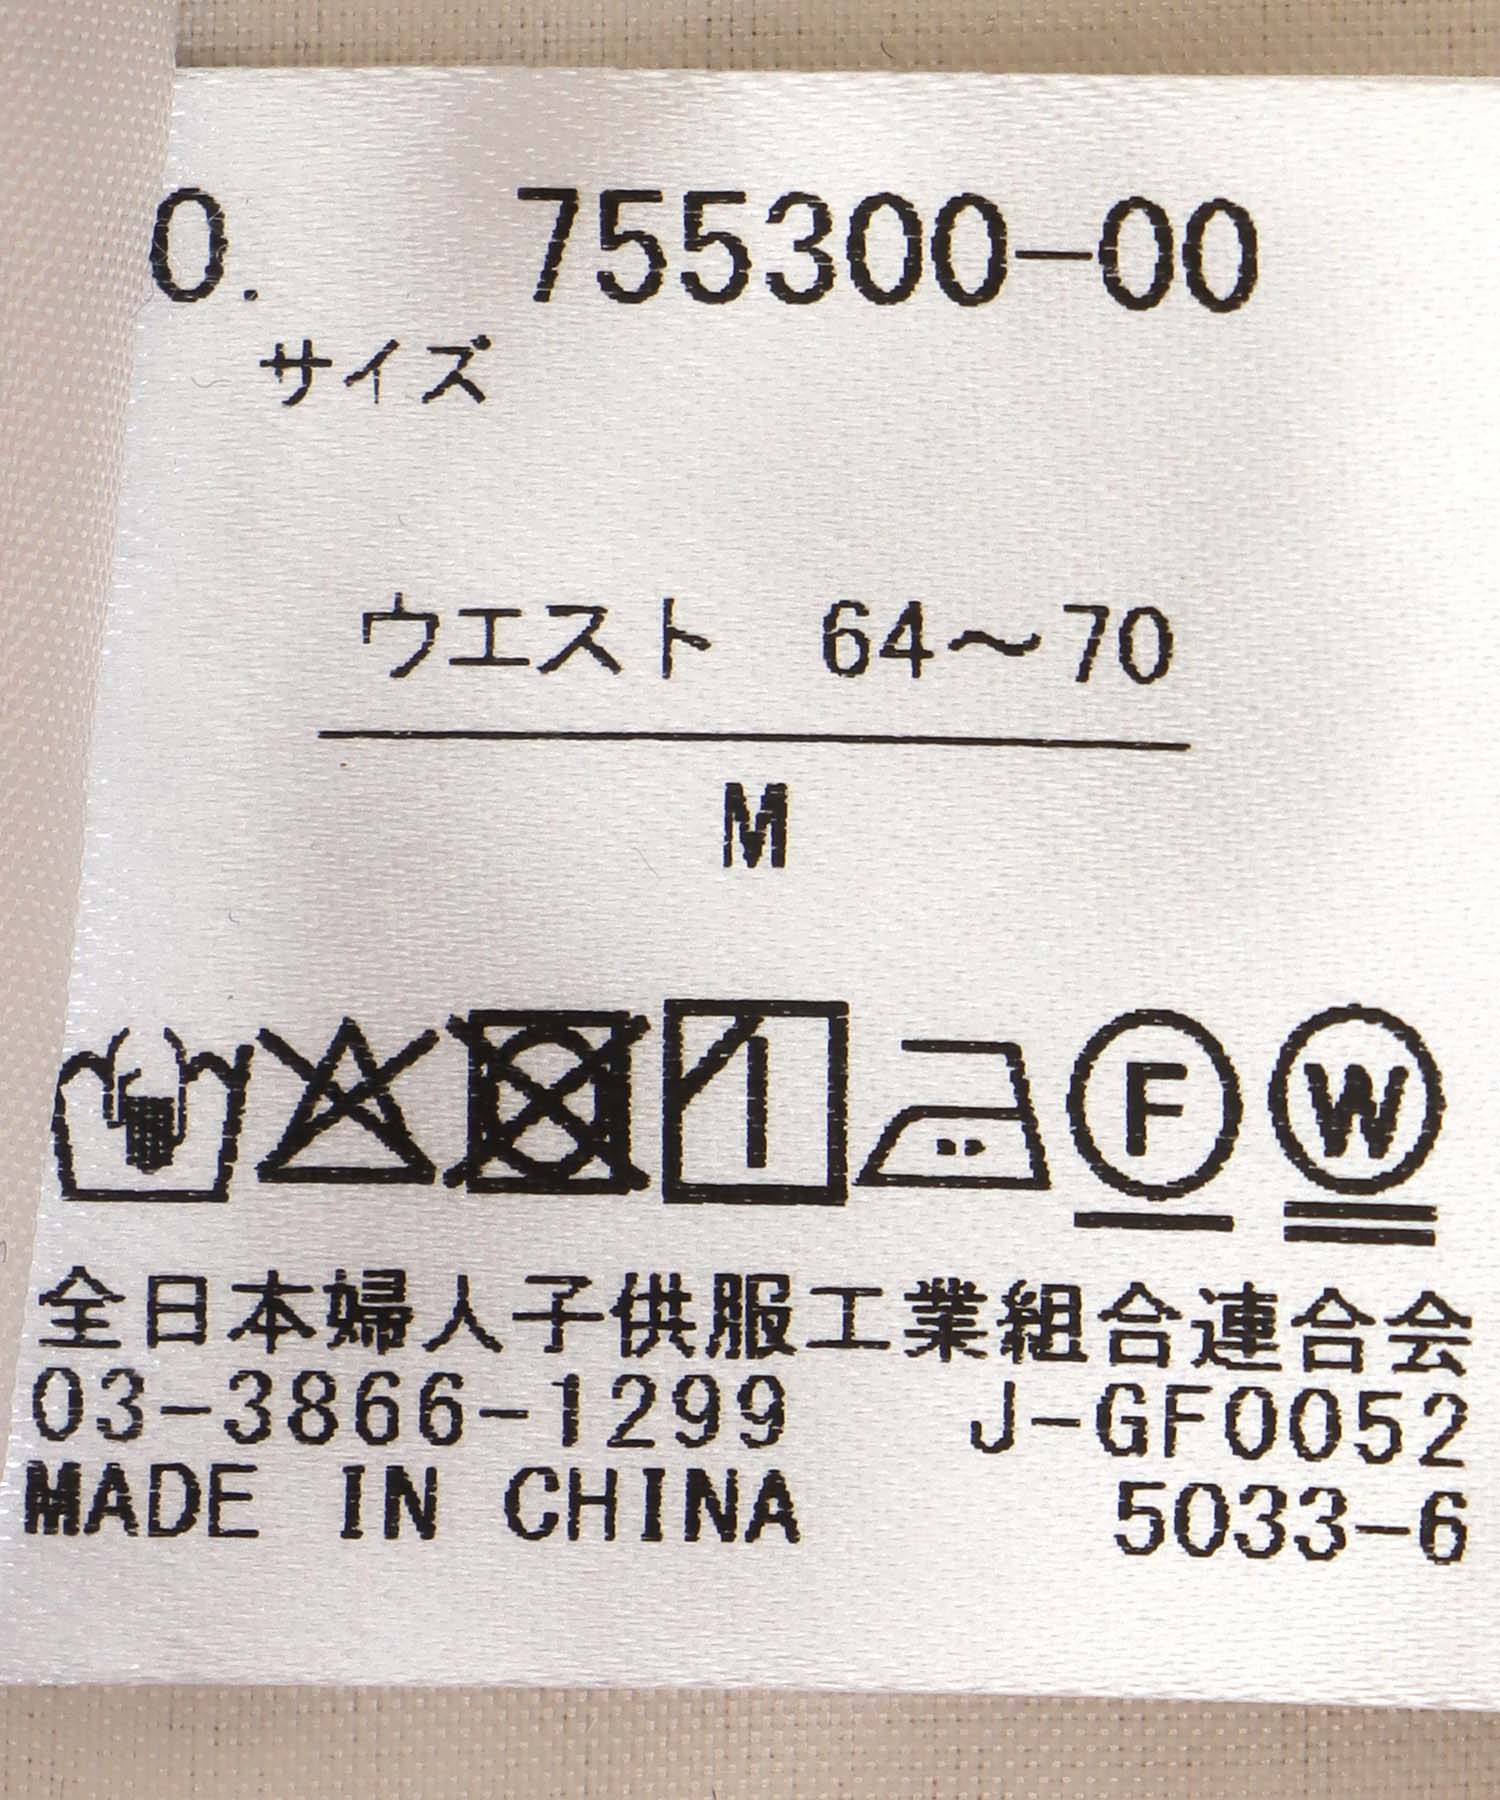 0. 755300-00
サイズ
ウエスト 64〜70
M
F W
全日本婦人子供服工業組合連合会
03-3866-1299 J-GF0052
MADE IN CHINA 5033-6